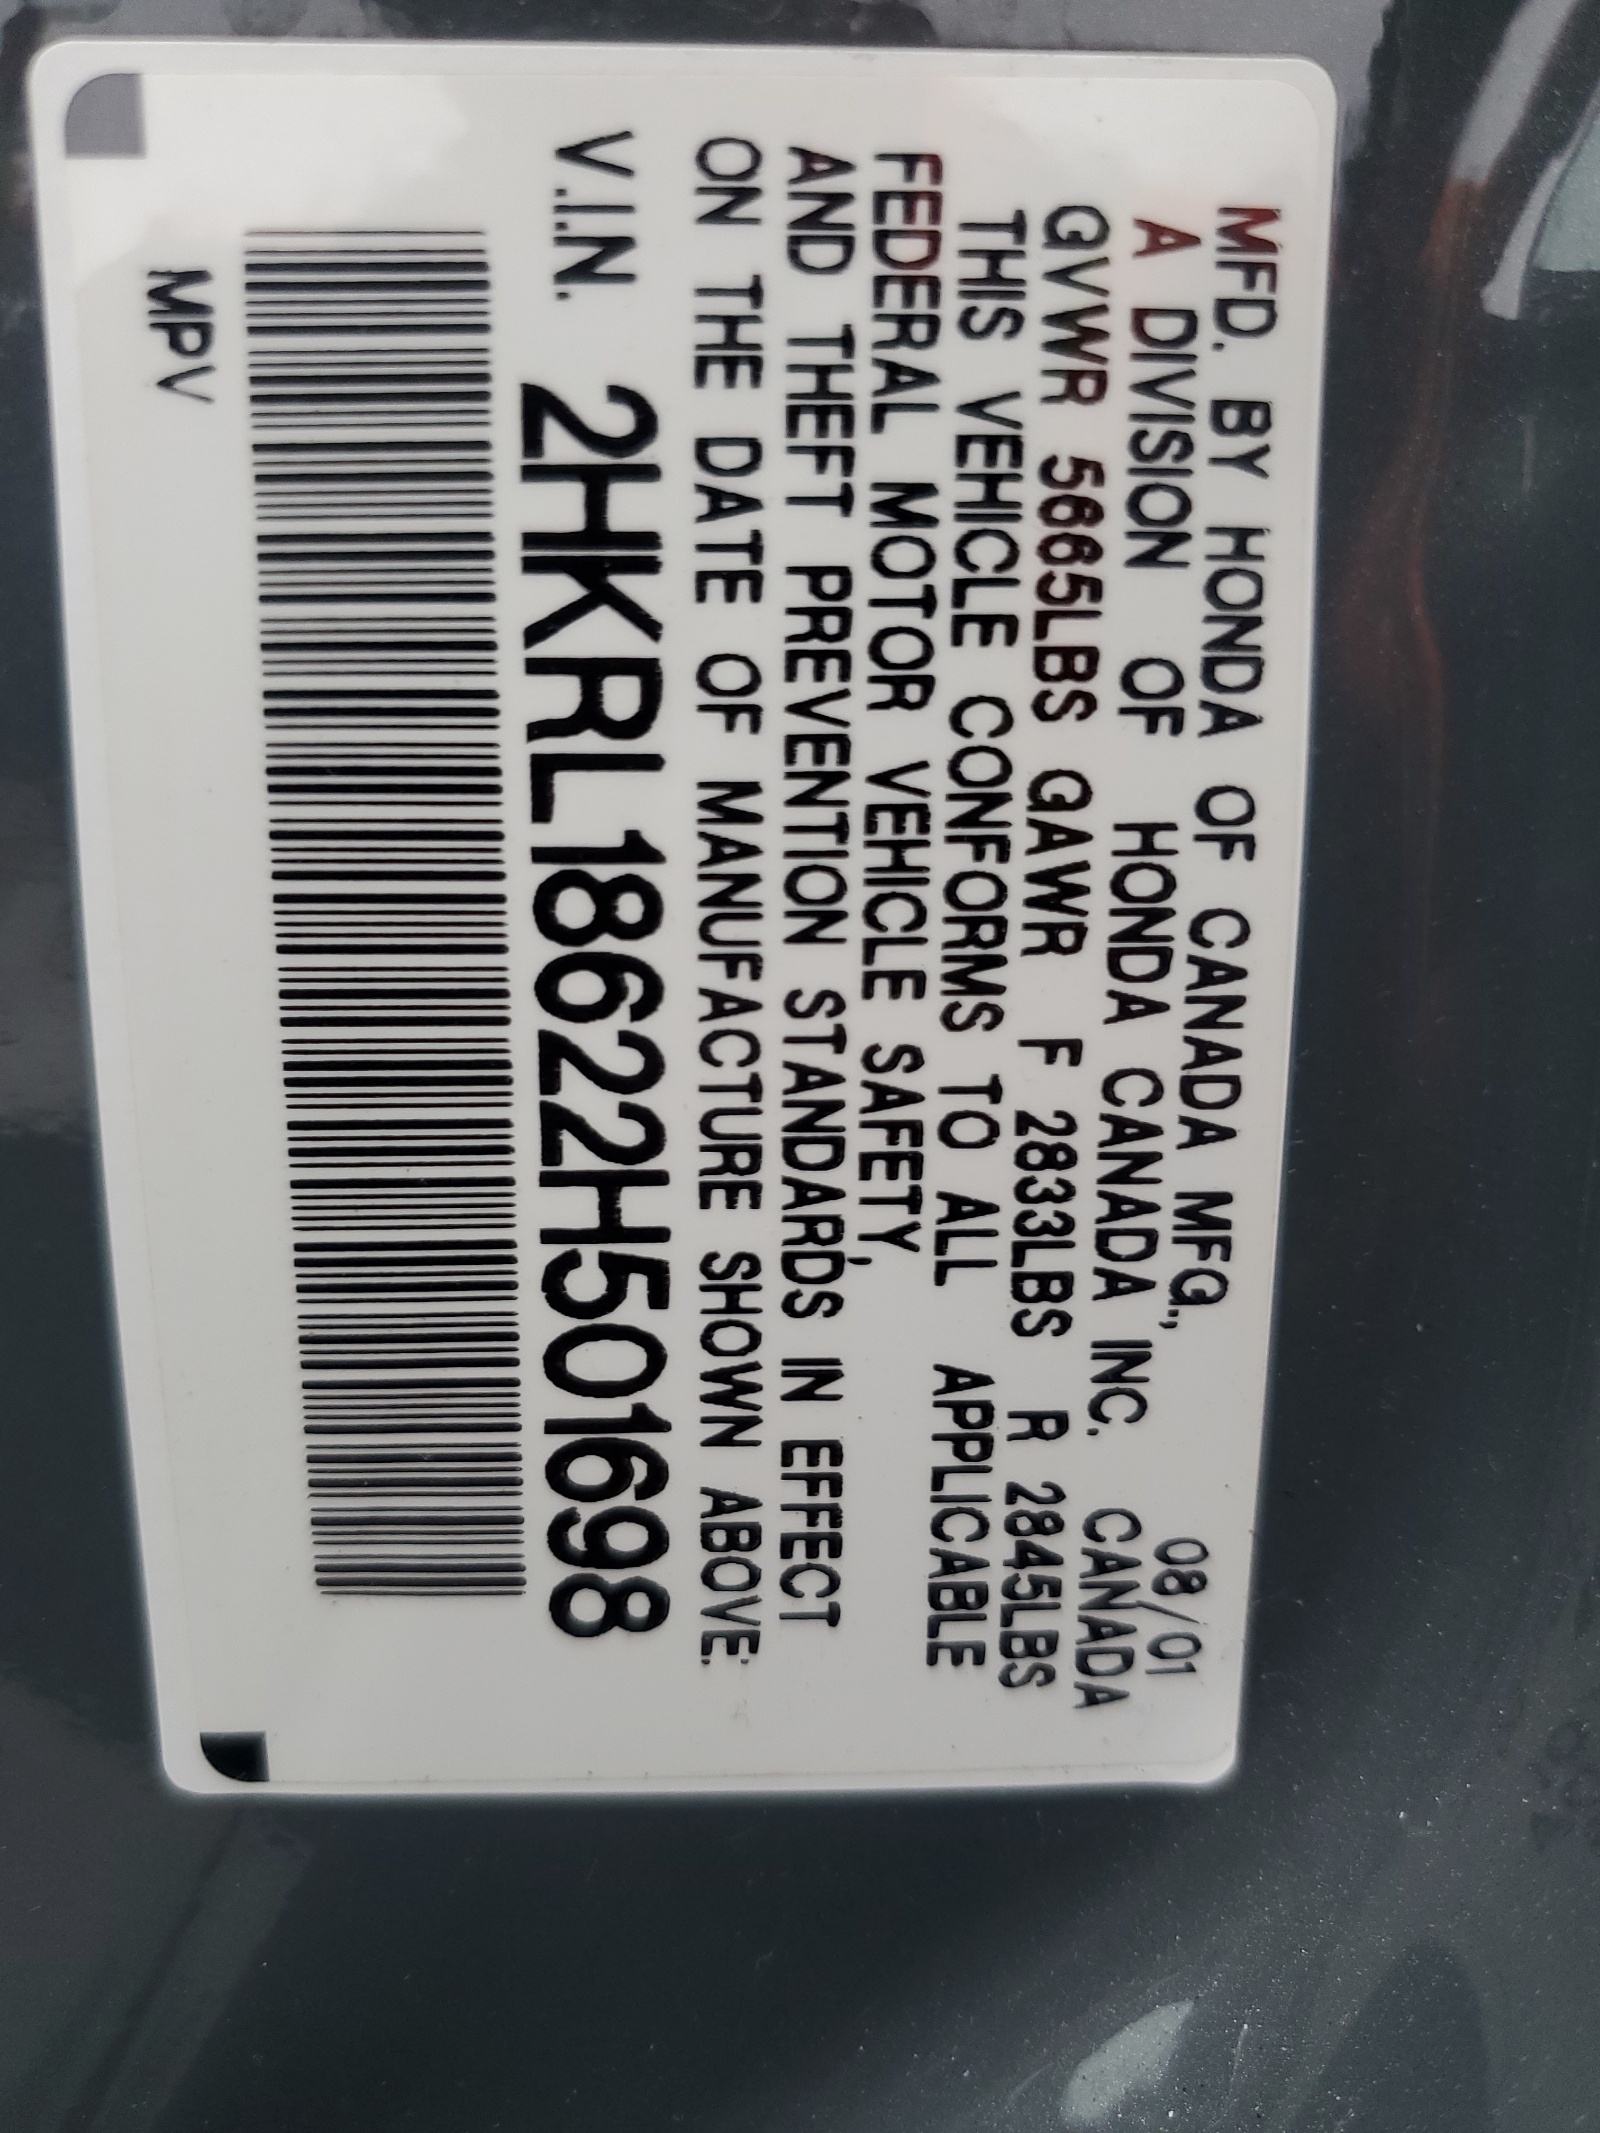 MFD. BY HONDA OF CANADA MFG., 08/01
A DIVISION OF HONDA CANADA INC. CANADA
GVWR 5665LBS GAWR F 2833LBS R 2845LBS
THIS VEHICLE CONFORMS TO ALL APPLICABLE
FEDERAL MOTOR VEHICLE SAFETY,
AND THEFT PREVENTION STANDARDS IN EFFECT
ON THE DATE OF MANUFACTURE SHOWN ABOVE.
V.I.N. 2HKRL18622H501698
MPV